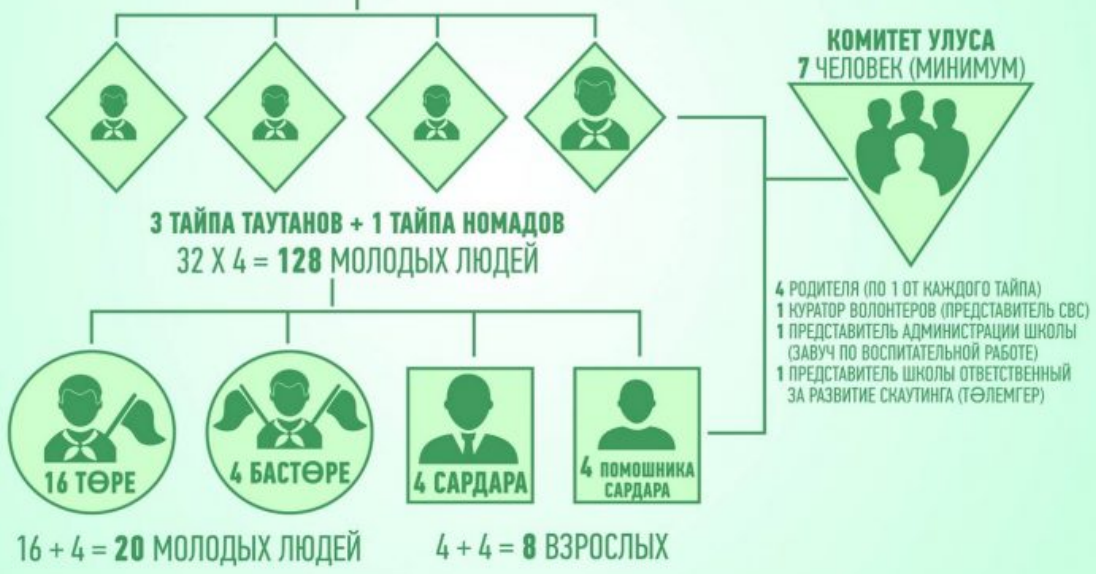 КОМИТЕТ УЛУСА
7 ЧЕЛОВЕК (МИНИМУМ)
3 ТАЙПА ТАУТАНОВ + 1 ТАЙПА НОМАДОВ
32 X 4 = 128 МОЛОДЫХ ЛЮДЕЙ
4 РОДИТЕЛЯ (ПО 1 ОТ КАЖДОГО ТАЙПА)
1 КУРАТОР ВОЛОНТЕРОВ (ПРЕДСТАВИТЕЛЬ СВС)
1 ПРЕДСТАВИТЕЛЬ АДМИНИСТРАЦИИ ШКОЛЫ
(ЗАВУЧ ПО ВОСПИТАТЕЛЬНОЙ РАБОТЕ)
1 ПРЕДСТАВИТЕЛЬ ШКОЛЫ ОТВЕТСТВЕННЫЙ
ЗА РАЗВИТИЕ СКАУТИНГА (ТӘЛЕМГЕР)
16 ТӨРЕ
4 БАСТӨРЕ
4 САРДАРА
4 ПОМОШНИКА
САРДАРА
16 + 4 = 20 МОЛОДЫХ ЛЮДЕЙ
4 + 4 = 8 ВЗРОСЛЫХ